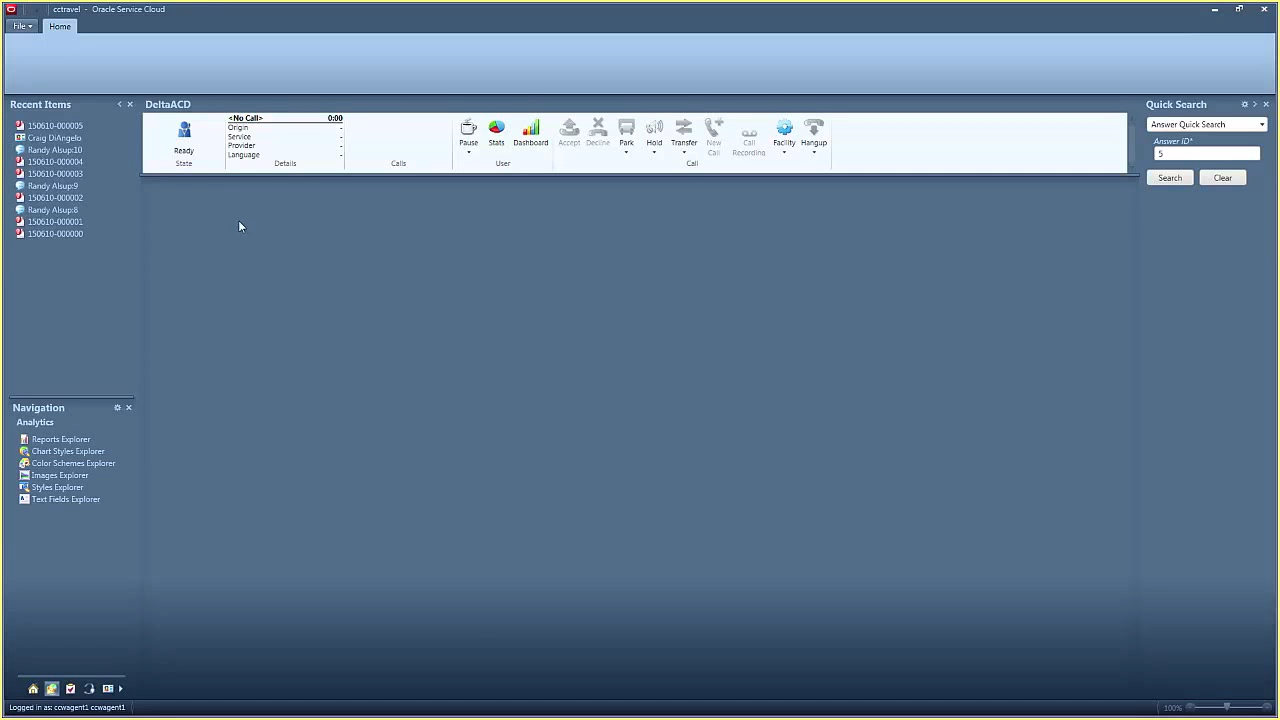 cctravel - Oracle Service Cloud
File
Home
Recent Items
150610-000005
Craig DiAngelo
Randy Alsup:10
150610-000004
150610-000003
Randy Alsup:9
150610-000002
Randy Alsup:8
150610-000001
150610-000000
DeltaACD
Ready
State
<No Call> 0:00
Origin -
Service -
Provider -
Language -
Details
Calls
Pause
Stats
Dashboard
User
Accept
Decline
Park
Hold
Transfer
New Call
Call Recording
Facility
Hangup
Call
Quick Search
Answer Quick Search
Answer ID*
5
Search
Clear
Navigation
Analytics
Reports Explorer
Chart Styles Explorer
Color Schemes Explorer
Images Explorer
Styles Explorer
Text Fields Explorer
Logged in as: ccwagent1 ccwagent1
100%